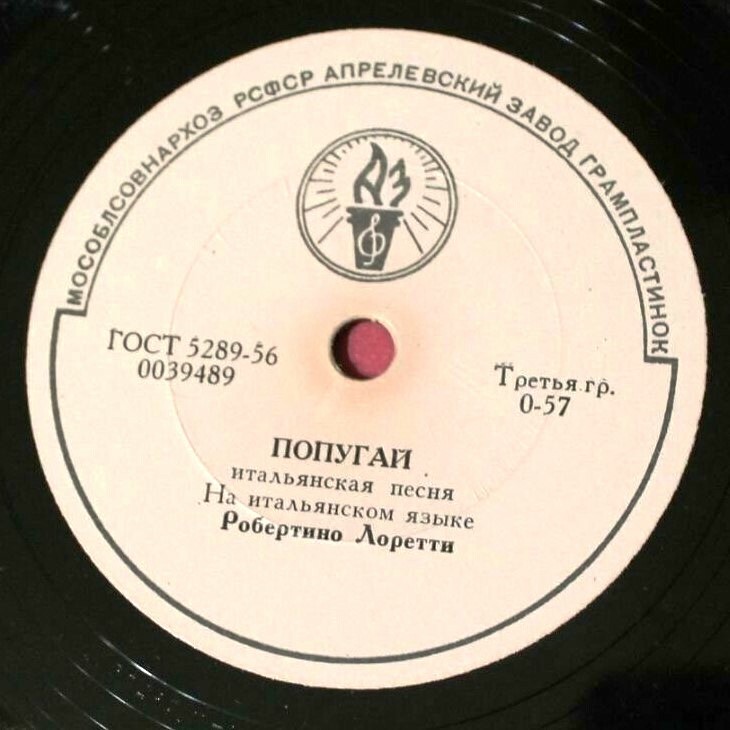 МОСОБЛСОВНАРХОЗ РСФСР АПРЕЛЕВСКИЙ ЗАВОД ГРАМПЛАСТИНОК
АЗ
ГОСТ 5289-56
0039489
Третья гр.
0-57
ПОПУГАЙ
итальянская песня
На итальянском языке
Робертино Лоретти